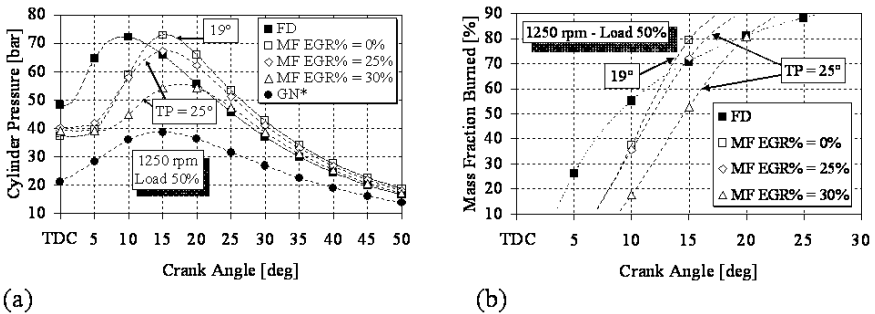 80
70
60
50
40
30
20
10
Cylinder Pressure [bar]
19°
TP = 25°
1250 rpm
Load 50%
FD
MF EGR% = 0%
MF EGR% = 25%
MF EGR% = 30%
GN*
TDC 5 10 15 20 25 30 35 40 45 50
Crank Angle [deg]
(a)
90
80
70
60
50
40
30
20
10
Mass Fraction Burned [%]
1250 rpm - Load 50%
19°
TP = 25°
FD
MF EGR% = 0%
MF EGR% = 25%
MF EGR% = 30%
TDC 5 10 15 20 25 30
Crank Angle [deg]
(b)